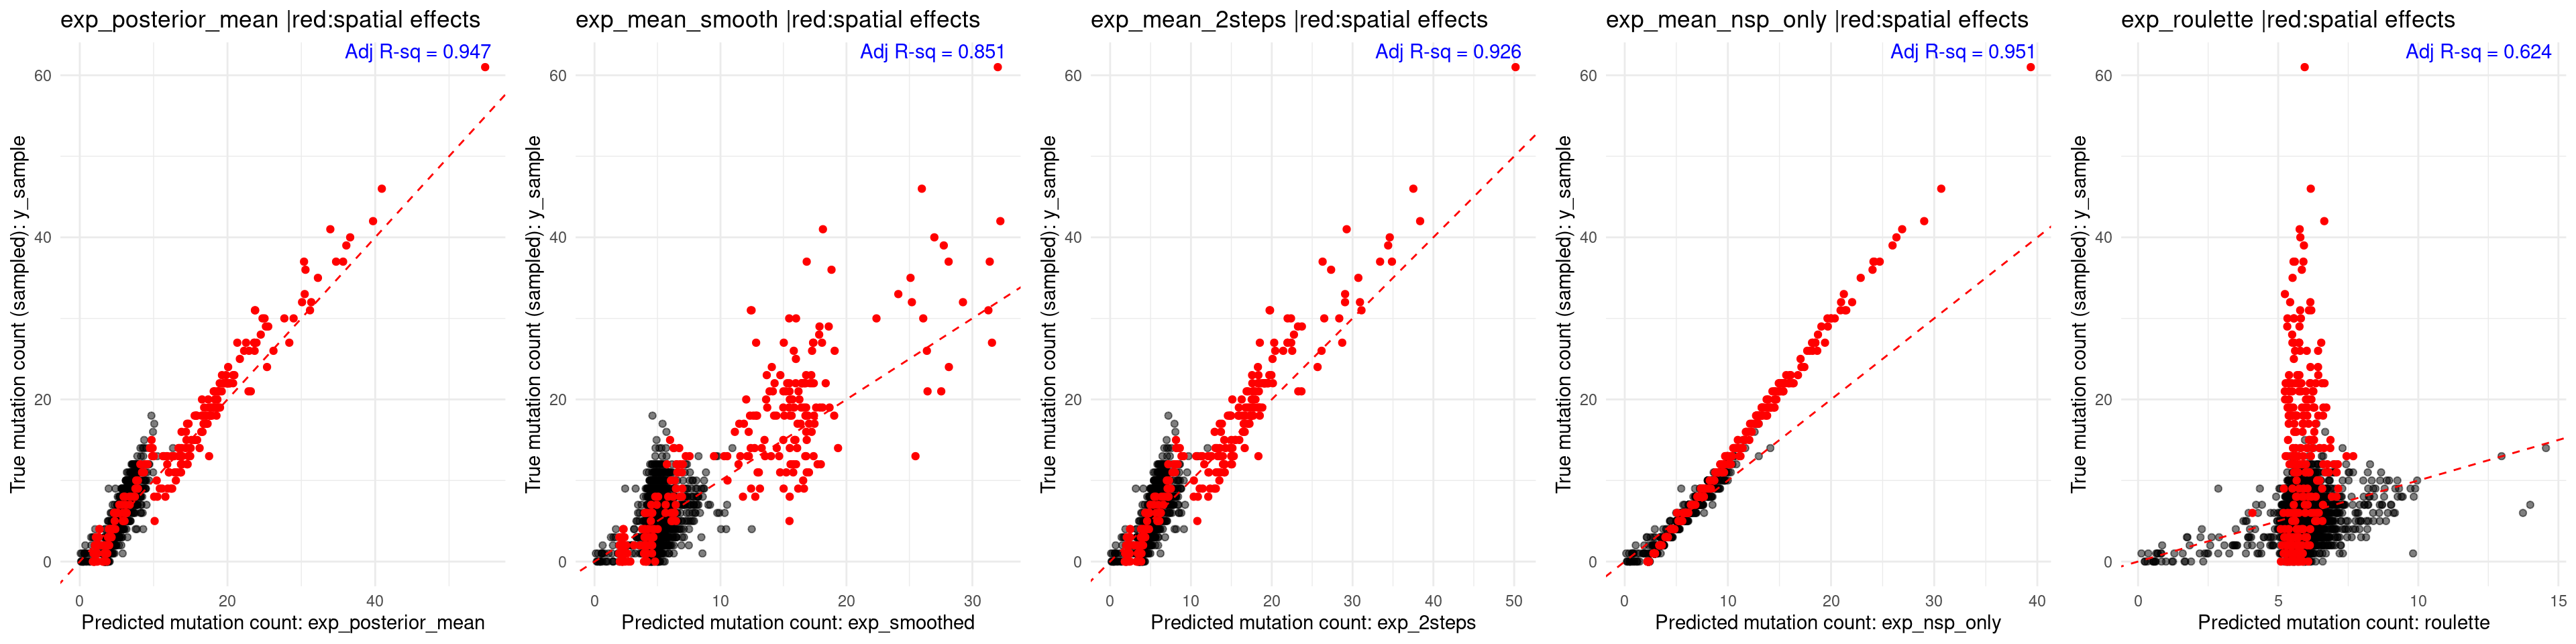 exp_posterior_mean |red:spatial effects
Adj R-sq = 0.947
True mutation count (sampled): y_sample
60
40
20
0
0 20 40
Predicted mutation count: exp_posterior_mean
exp_mean_smooth |red:spatial effects
Adj R-sq = 0.851
True mutation count (sampled): y_sample
60
40
20
0
0 10 20 30
Predicted mutation count: exp_smoothed
exp_mean_2steps |red:spatial effects
Adj R-sq = 0.926
True mutation count (sampled): y_sample
60
40
20
0
0 10 20 30 40 50
Predicted mutation count: exp_2steps
exp_mean_nsp_only |red:spatial effects
Adj R-sq = 0.951
True mutation count (sampled): y_sample
60
40
20
0
0 10 20 30 40
Predicted mutation count: exp_nsp_only
exp_roulette |red:spatial effects
Adj R-sq = 0.624
True mutation count (sampled): y_sample
60
40
20
0
0 5 10 15
Predicted mutation count: roulette